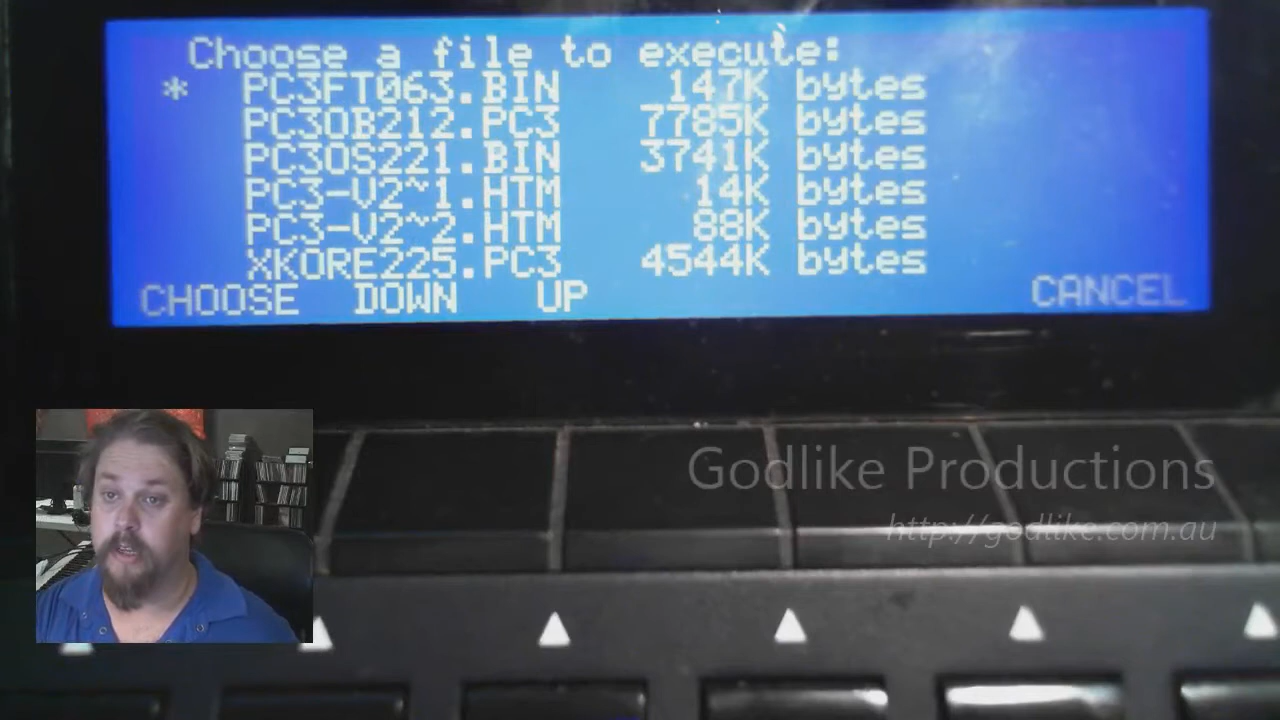 Choose a file to execute:
* PC3FT063.BIN 147K bytes
PC3OB212.PC3 7785K bytes
PC3OS221.BIN 3741K bytes
PC3-V2~1.HTM 14K bytes
PC3-V2~2.HTM 88K bytes
XKORE225.PC3 4544K bytes
CHOOSE DOWN UP CANCEL
Godlike Productions
http://godlike.com.au